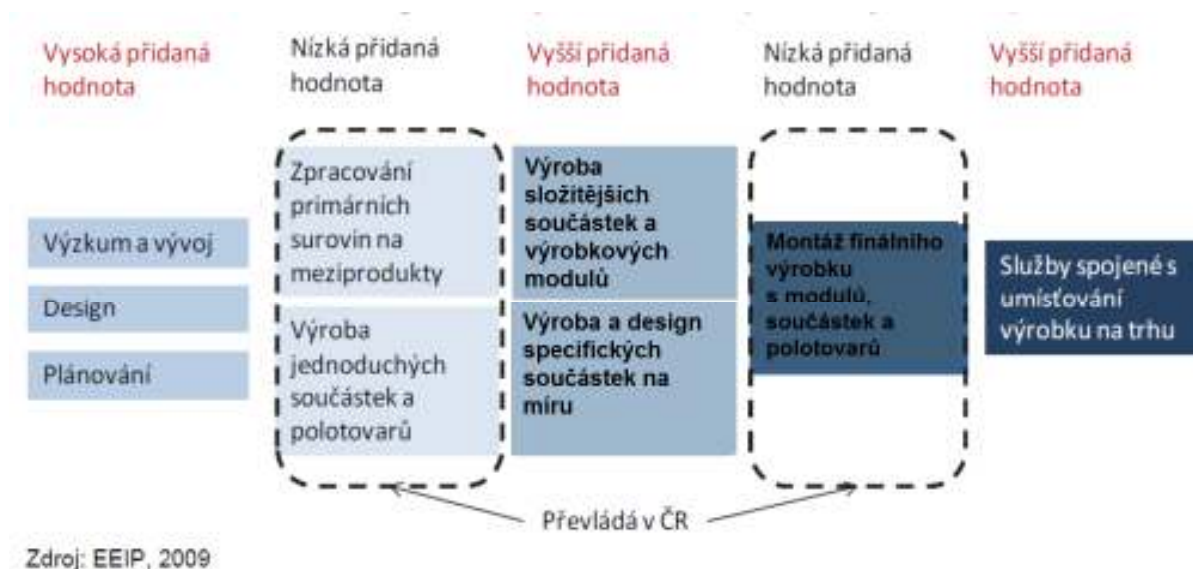 Vysoká přidaná
hodnota
Nízká přidaná
hodnota
Vyšší přidaná
hodnota
Nízká přidaná
hodnota
Vyšší přidaná
hodnota
Výzkum a vývoj
Design
Plánování
Zpracování
primárních
surovin na
meziprodukty
Výroba
jednoduchých
součástek a
polotovarů
Výroba
složitějších
součástek a
výrobkových
modulů
Výroba a design
specifických
součástek na
míru
Montáž finálního
výrobku
s modulů,
součástek a
polotovarů
Služby spojené s
umísťování
výrobku na trhu
Převládá v ČR
Zdroj: EEIP, 2009